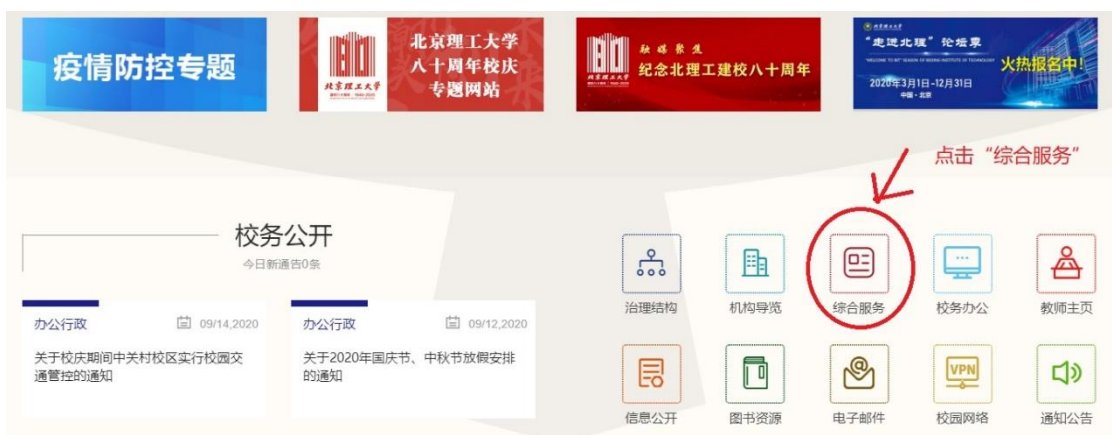 疫情防控专题
北京理工大学
北京理工大学
八十周年校庆
专题网站
融媒聚焦
纪念北理工建校八十周年
北京理工大学
“走进北理”论坛季
2020年3月1日-12月31日
中国·北京
火热报名中！
点击“综合服务”
校务公开
今日新通告0条
办公行政 09/14,2020
关于校庆期间中关村校区实行校园交
通管控的通知
办公行政 09/12,2020
关于2020年国庆节、中秋节放假安排
的通知
治理结构 机构导览 综合服务 校务办公 教师主页
VPN
信息公开 图书资源 电子邮件 校园网络 通知公告